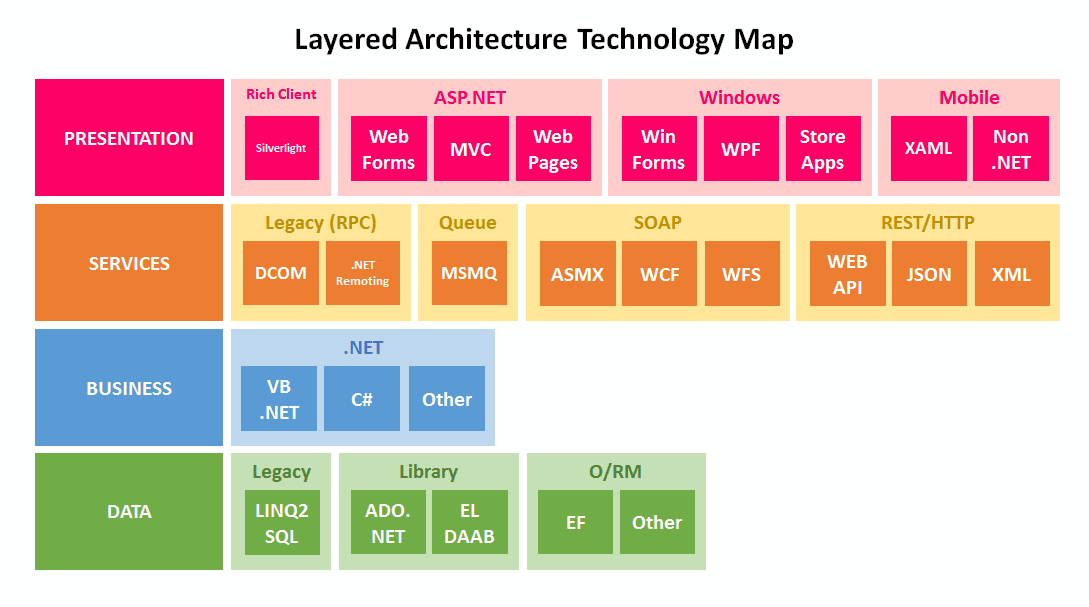 Layered Architecture Technology Map
PRESENTATION
Rich Client
Silverlight
ASP.NET
Web
Forms
MVC
Web
Pages
Windows
Win
Forms
WPF
Store
Apps
Mobile
XAML
Non
.NET
SERVICES
Legacy (RPC)
DCOM
.NET
Remoting
Queue
MSMQ
SOAP
ASMX
WCF
WFS
REST/HTTP
WEB
API
JSON
XML
BUSINESS
.NET
VB
.NET
C#
Other
DATA
Legacy
LINQ2
SQL
Library
ADO.
NET
EL
DAAB
O/RM
EF
Other